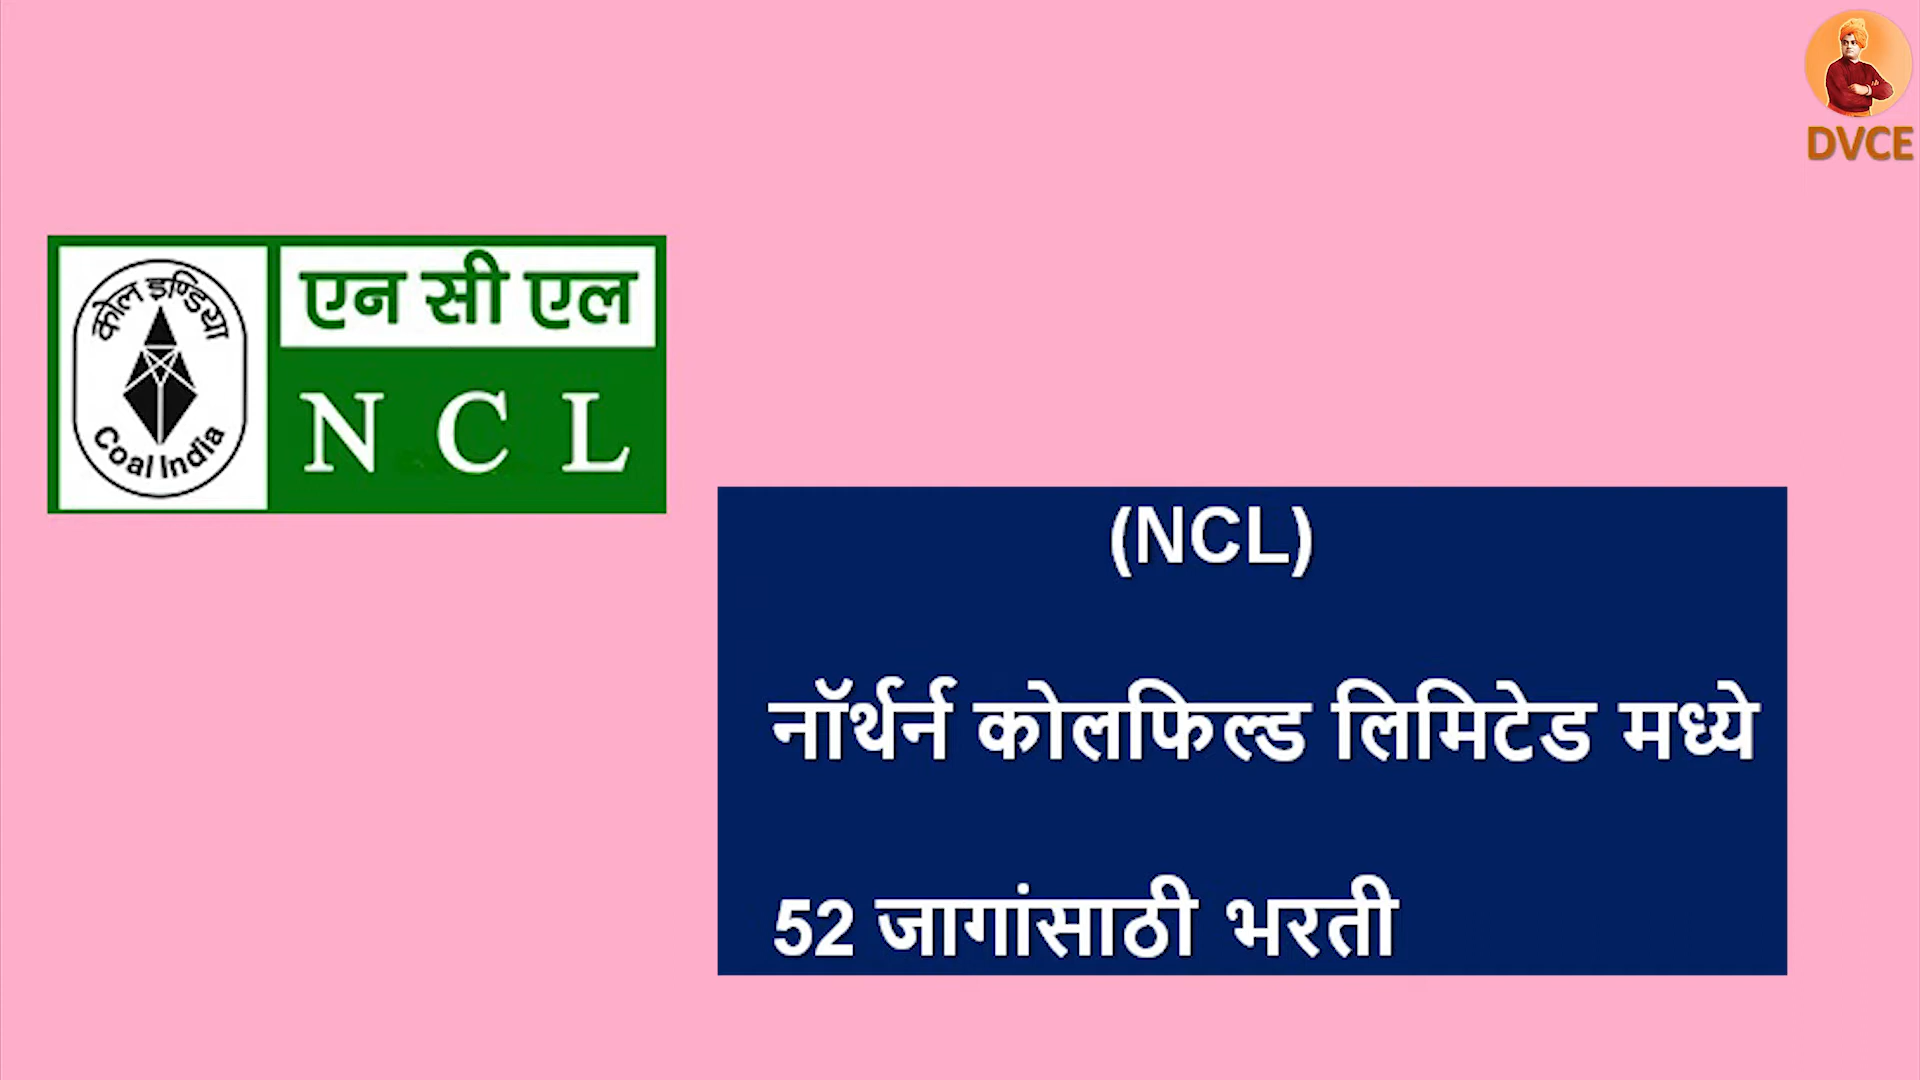 DVCE
कोल इण्डिया
Coal India
एन सी एल
N C L
(NCL)
नॉर्थर्न कोलफिल्ड लिमिटेड मध्ये
52 जागांसाठी भरती